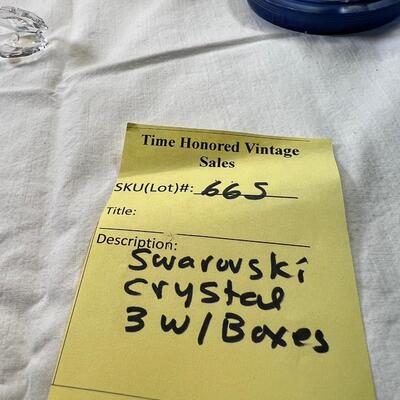 Time Honored Vintage
Sales
SKU(Lot)#: 665
Title:
Description:
Swarovski
crystal
3 w/Boxes